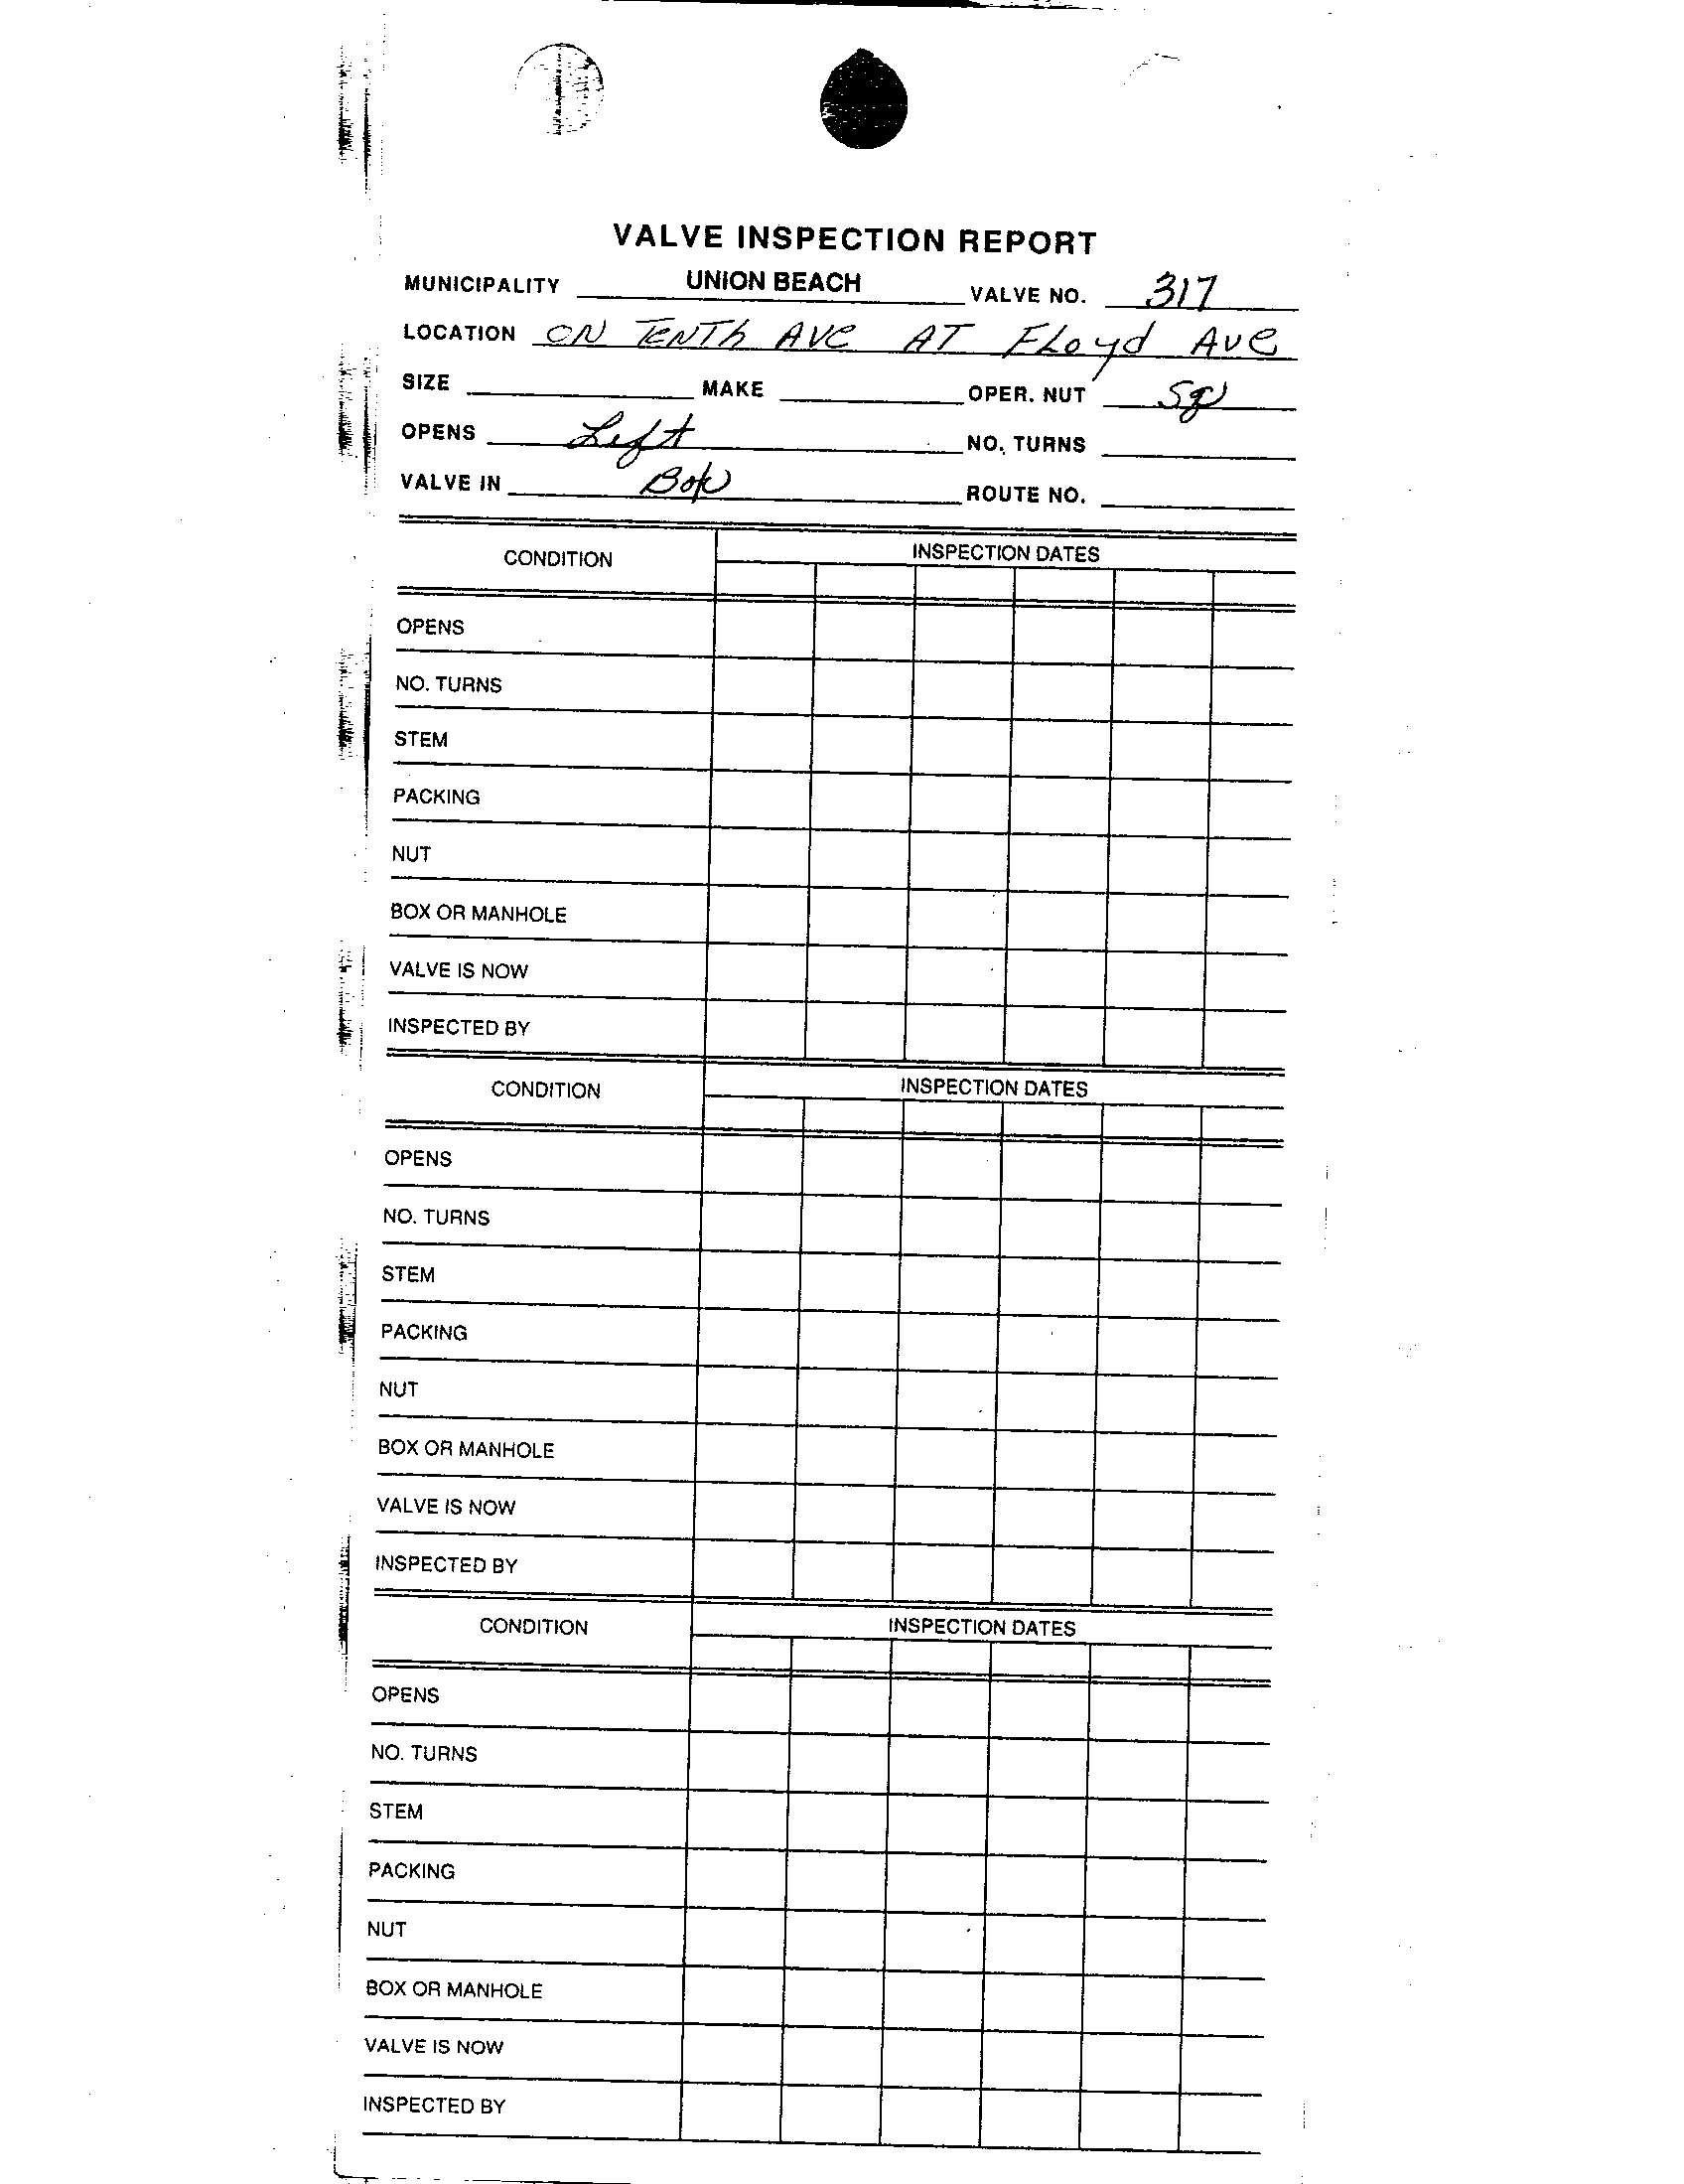 VALVE INSPECTION REPORT
MUNICIPALITY UNION BEACH VALVE NO. 317
LOCATION ON TENTh AVE AT FLoyd AvE
SIZE MAKE OPER. NUT Sq
OPENS Left NO. TURNS
VALVE IN Box ROUTE NO.
CONDITION INSPECTION DATES
OPENS
NO. TURNS
STEM
PACKING
NUT
BOX OR MANHOLE
VALVE IS NOW
INSPECTED BY
CONDITION INSPECTION DATES
OPENS
NO. TURNS
STEM
PACKING
NUT
BOX OR MANHOLE
VALVE IS NOW
INSPECTED BY
CONDITION INSPECTION DATES
OPENS
NO. TURNS
STEM
PACKING
NUT
BOX OR MANHOLE
VALVE IS NOW
INSPECTED BY